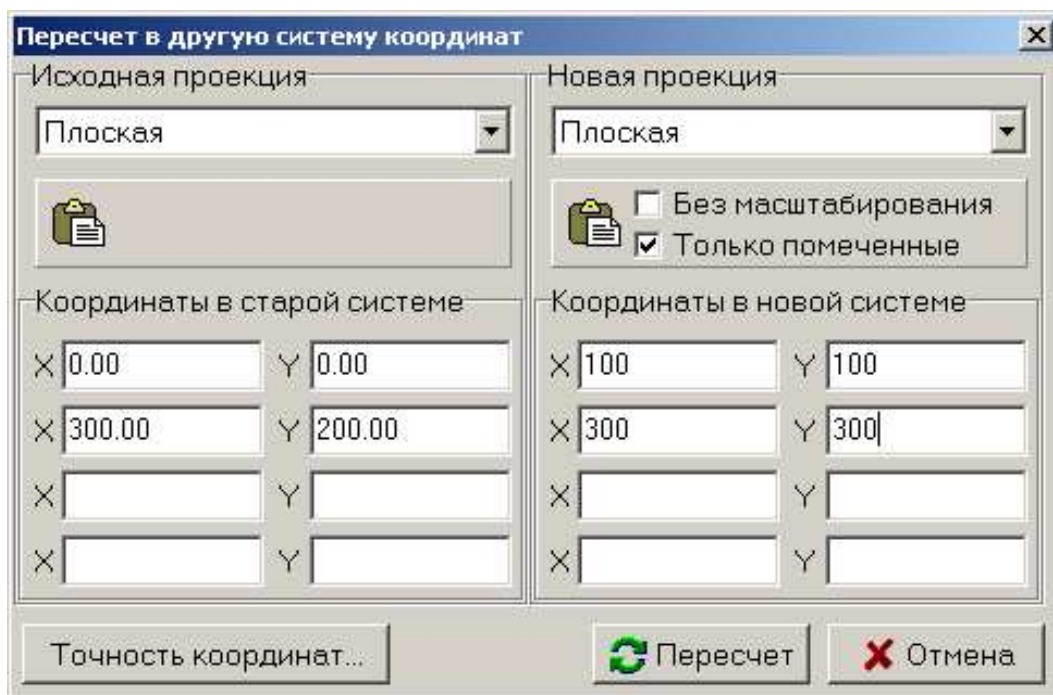 Пересчет в другую систему координат
Исходная проекция
Новая проекция
Плоская
Плоская
Без масштабирования
Только помеченные
Координаты в старой системе
Координаты в новой системе
X 0.00 Y 0.00 X 100 Y 100
X 300.00 Y 200.00 X 300 Y 300
X Y X Y
X Y X Y
Точность координат... Пересчет Отмена